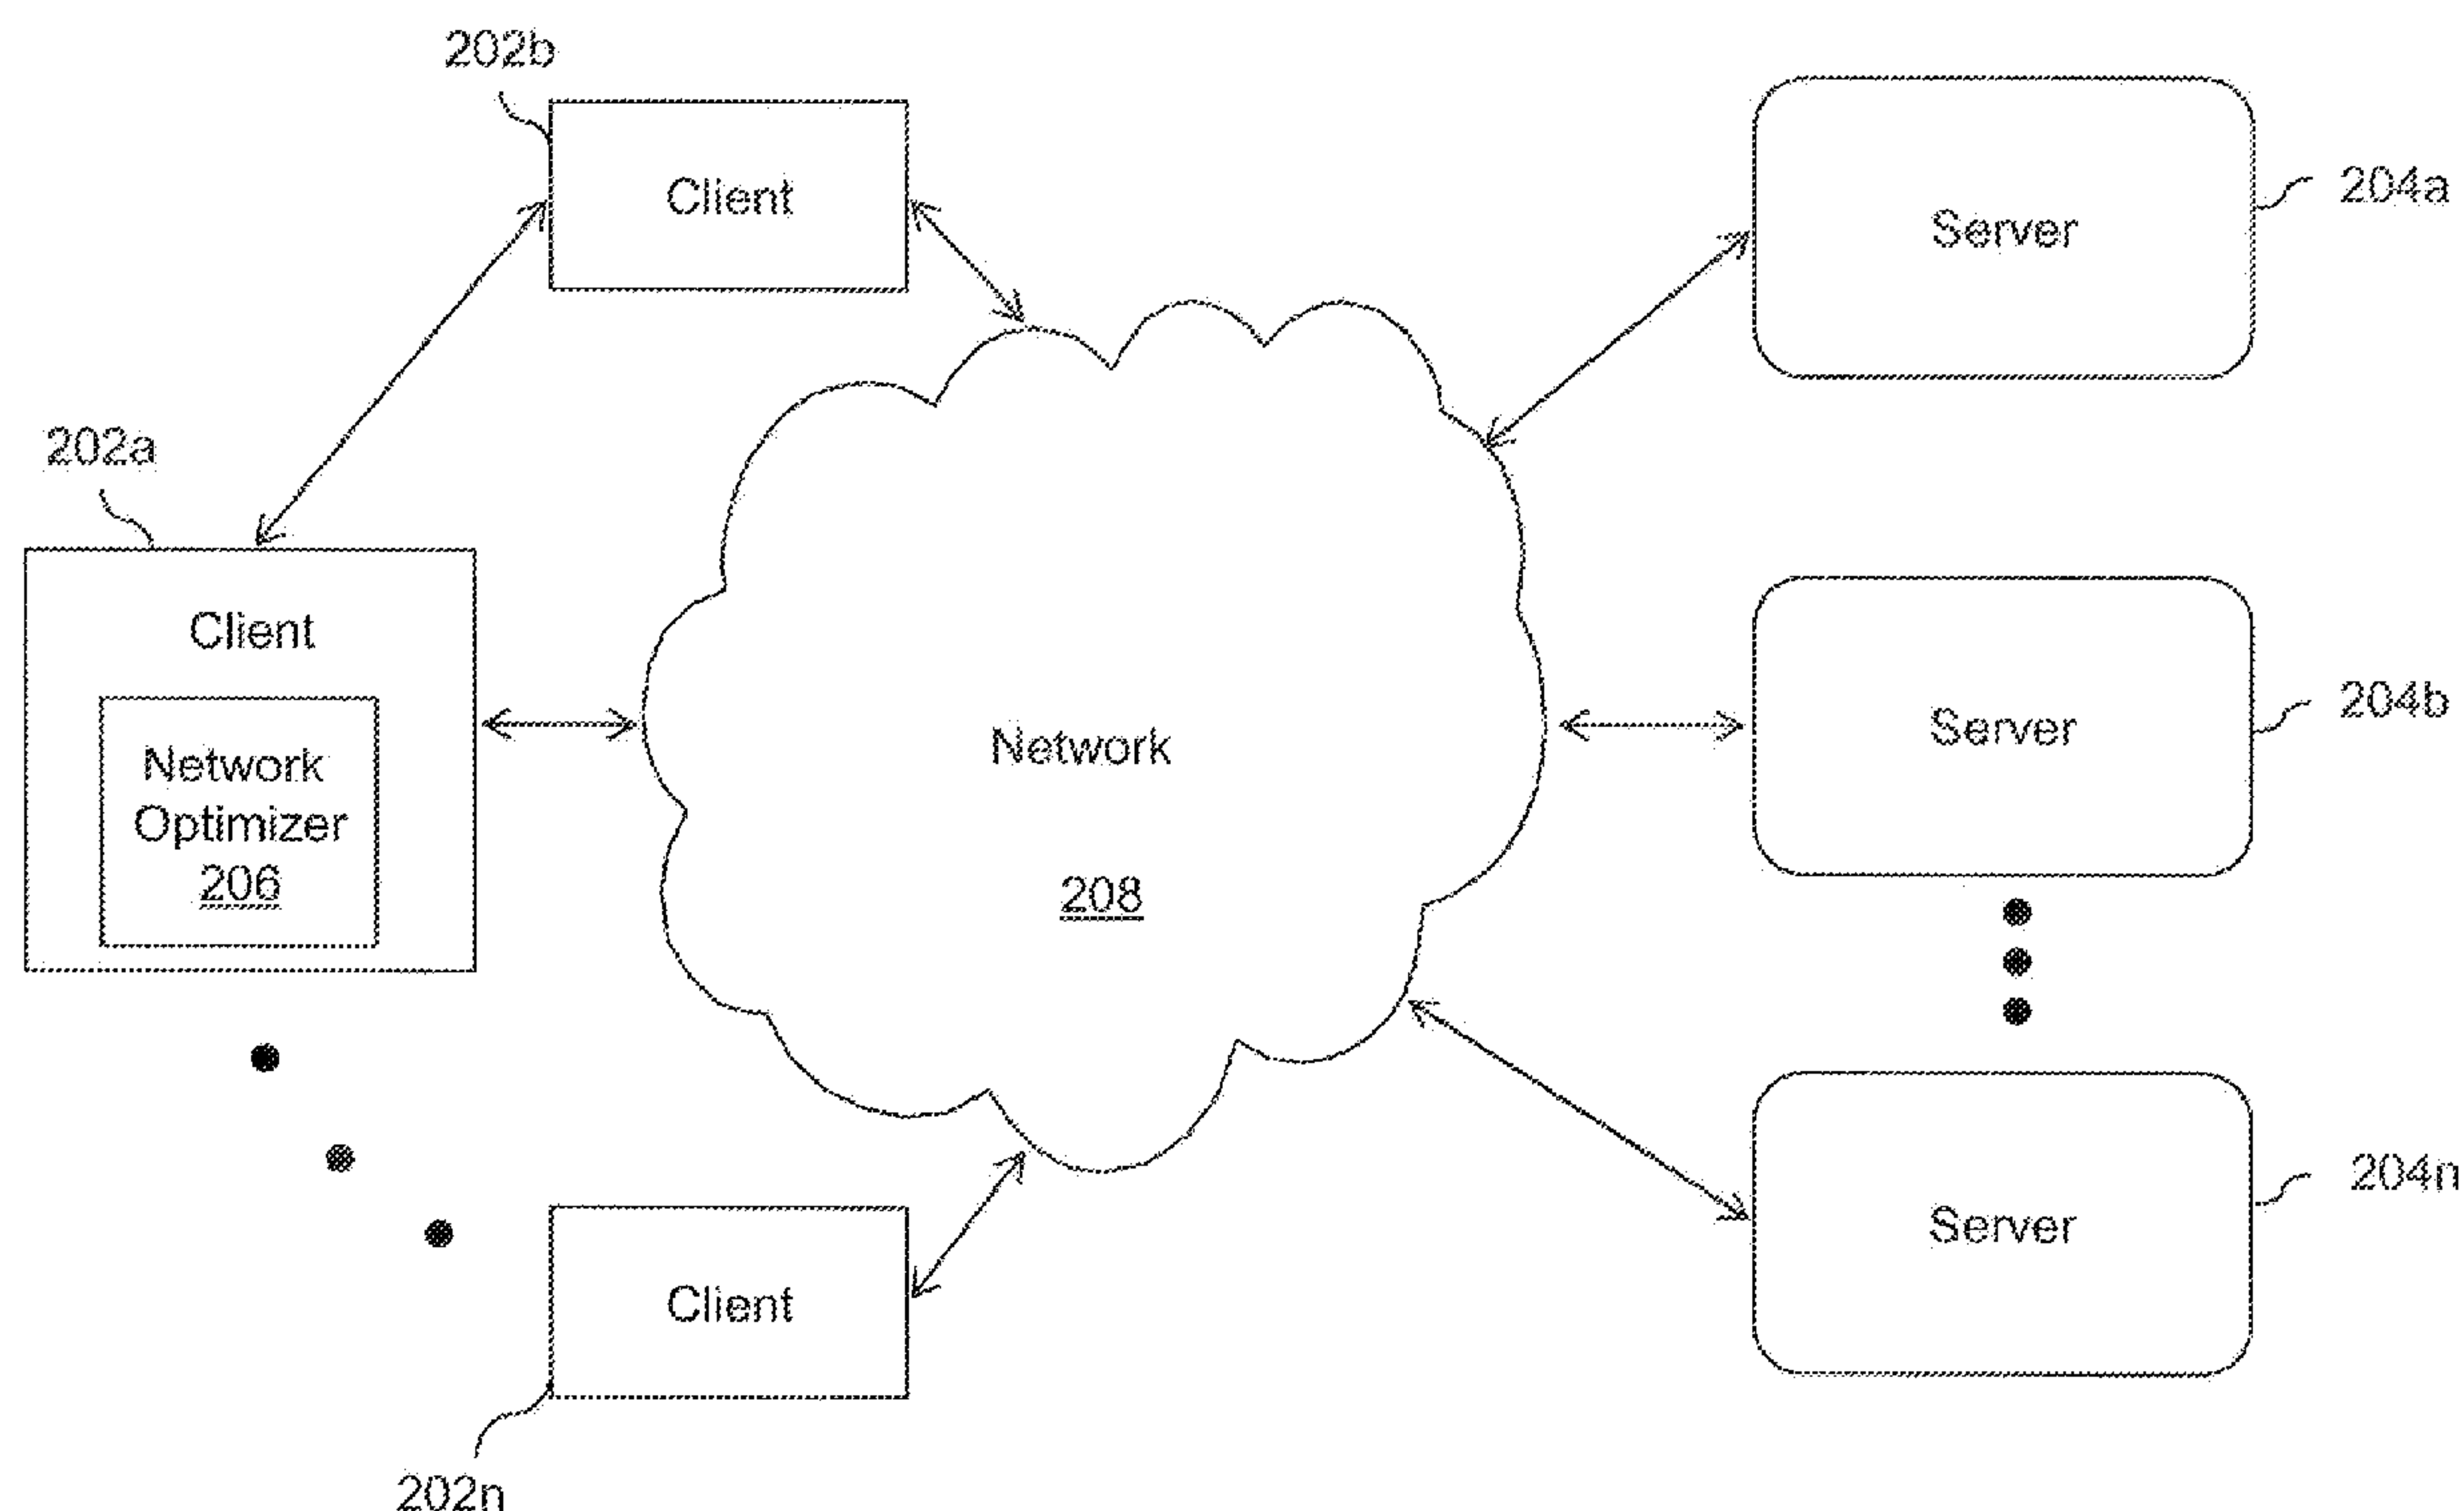 202b
Client
Server
204a
202a
Client
Network
Optimizer
206
Network
208
Server
204b
Client
202n
Server
204n